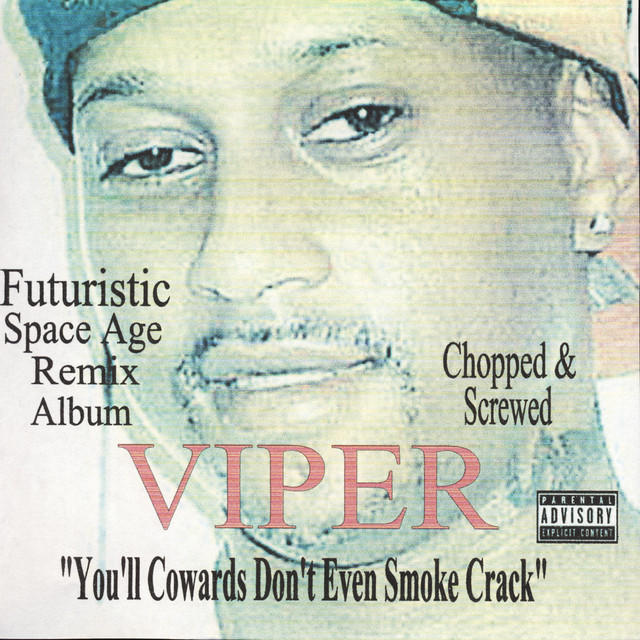 Futuristic
Space Age
Remix
Album
Chopped &
Screwed
VIPER
PARENTAL
ADVISORY
EXPLICIT CONTENT
"You'll Cowards Don't Even Smoke Crack"